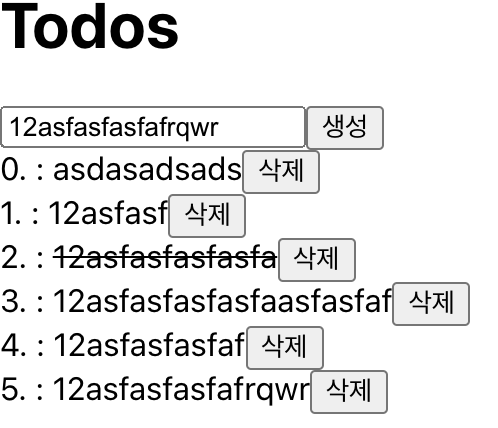 Todos
12asfasfasfafrqwr 생성
0. : asdasadsads 삭제
1. : 12asfasf 삭제
2. : 12asfasfasfasfa 삭제
3. : 12asfasfasfasfaasfasfaf 삭제
4. : 12asfasfasfaf 삭제
5. : 12asfasfasfafrqwr 삭제